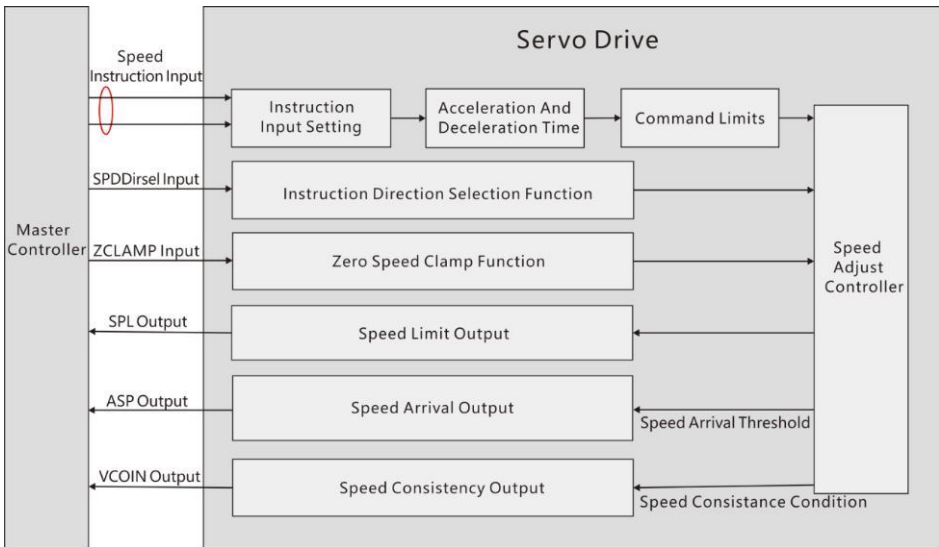 Servo Drive
Speed
Instruction Input
Instruction
Input Setting
Acceleration And
Deceleration Time
Command Limits
SPDDirsel Input
Instruction Direction Selection Function
Master
Controller
ZCLAMP Input
Zero Speed Clamp Function
Speed
Adjust
Controller
SPL Output
Speed Limit Output
ASP Output
Speed Arrival Output
Speed Arrival Threshold
VCOIN Output
Speed Consistency Output
Speed Consistance Condition